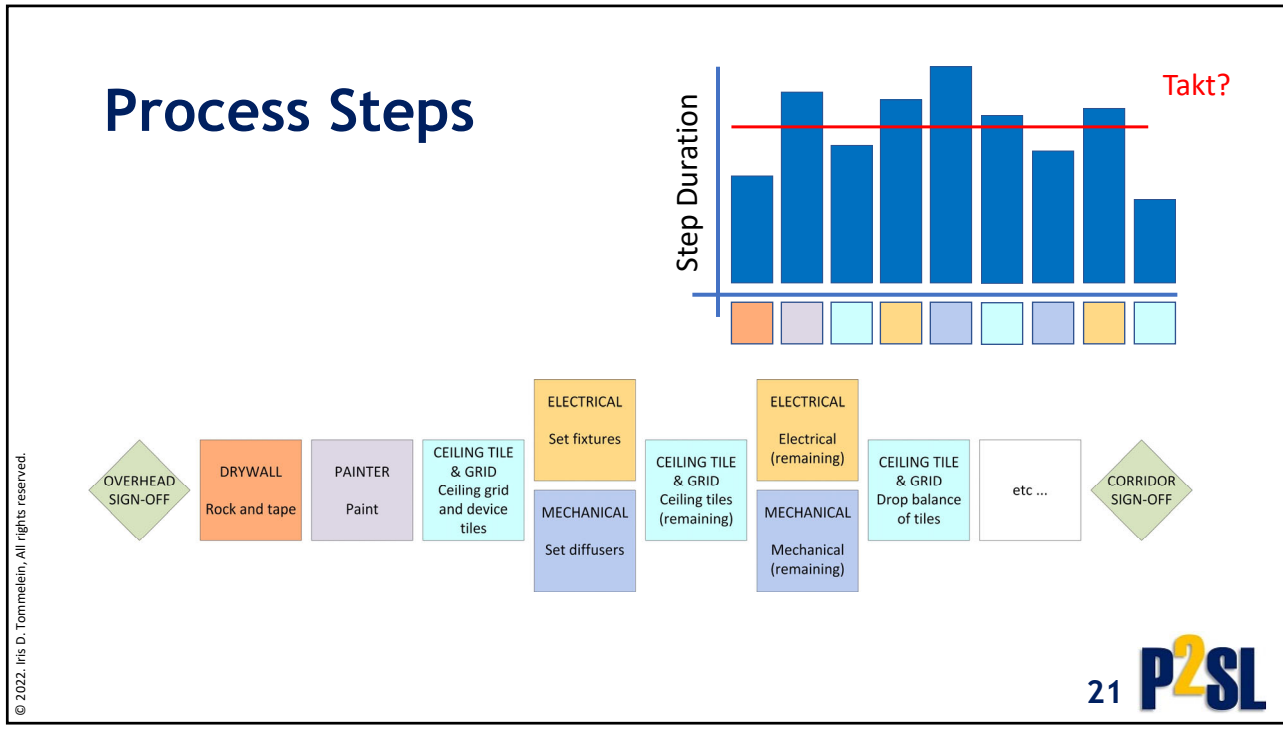 Process Steps
Takt?
Step Duration
OVERHEAD
SIGN-OFF
DRYWALL
Rock and tape
PAINTER
Paint
CEILING TILE
& GRID
Ceiling grid
and device
tiles
ELECTRICAL
Set fixtures
MECHANICAL
Set diffusers
CEILING TILE
& GRID
Ceiling tiles
(remaining)
ELECTRICAL
Electrical
(remaining)
MECHANICAL
Mechanical
(remaining)
CEILING TILE
& GRID
Drop balance
of tiles
etc ...
CORRIDOR
SIGN-OFF
© 2022. Iris D. Tommelein, All rights reserved.
21
P2SL